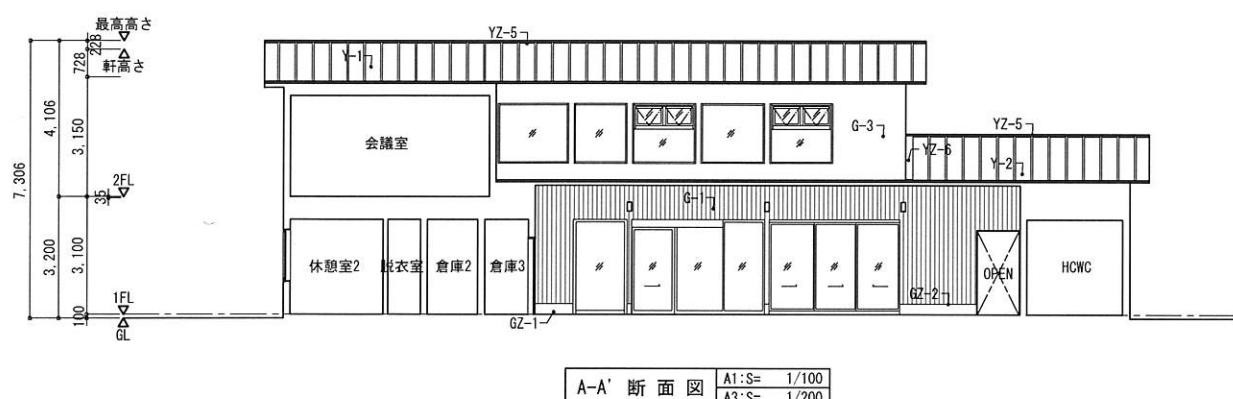 最高高さ
228
728
軒高さ
YZ-5
Y-1
4,106
3,150
7,306
会議室
G-3
YZ-5
YZ-6
Y-2
2FL
35
G-1
3,200
3,100
休憩室2
脱衣室
倉庫2
倉庫3
OPEN
HCWC
GZ-2
1FL
100
GL
GZ-1
A-A' 断面図
A1:S= 1/100
A3:S= 1/200